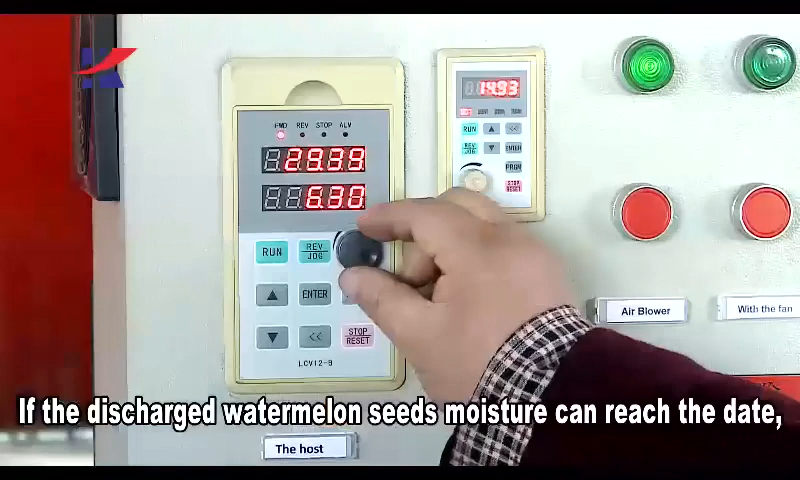 K
FWD REV STOP ALM
29.39
6.30
RUN
REV
JOG
ENTER
STOP
RESET
LCV12-B
14.93
RUN
REV
JOG
ENTER
PRGM
STOP
RESET
Air Blower
With the fan
If the discharged watermelon seeds moisture can reach the date,
The host